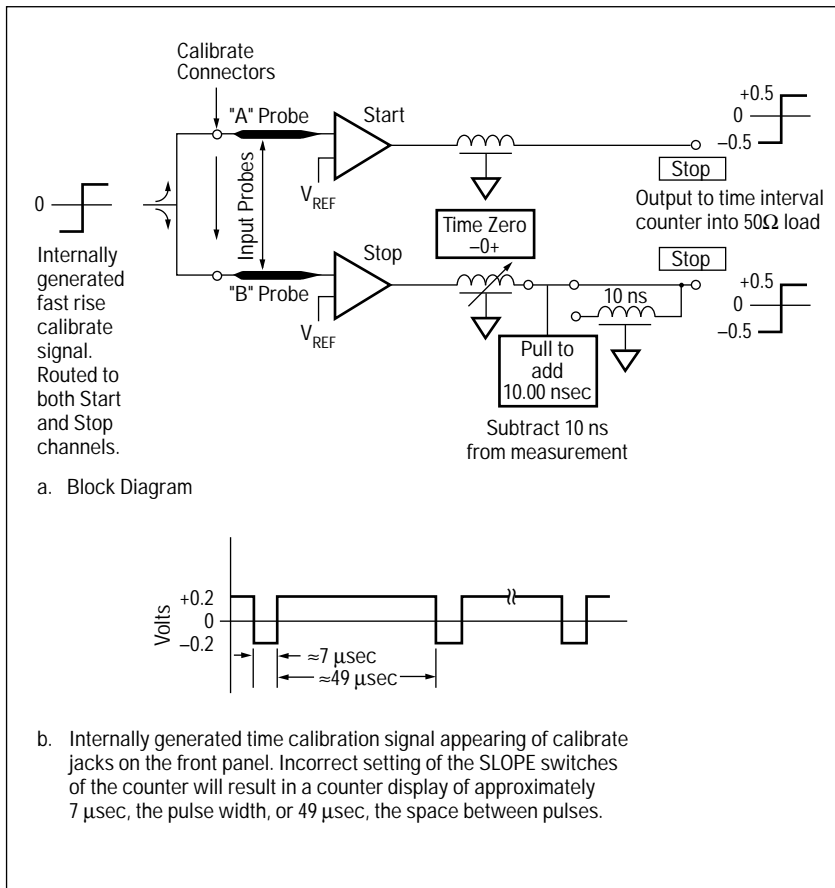 Calibrate
Connectors
"A" Probe
Start
+0.5
0
−0.5
V_REF
Stop
Output to time interval
counter into 50Ω load
Input Probes
0
Internally
generated
fast rise
calibrate
signal.
Routed to
both Start
and Stop
channels.
Time Zero
−0+
Stop
"B" Probe
Stop
V_REF
10 ns
+0.5
0
−0.5
Pull to
add
10.00 nsec
Subtract 10 ns
from measurement
a. Block Diagram
Volts
+0.2
0
−0.2
≈7 µsec
≈49 µsec
b. Internally generated time calibration signal appearing of calibrate
jacks on the front panel. Incorrect setting of the SLOPE switches
of the counter will result in a counter display of approximately
7 µsec, the pulse width, or 49 µsec, the space between pulses.